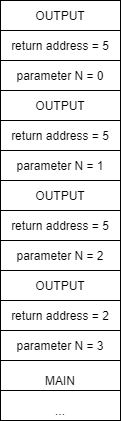 OUTPUT
return address = 5
parameter N = 0
OUTPUT
return address = 5
parameter N = 1
OUTPUT
return address = 5
parameter N = 2
OUTPUT
return address = 2
parameter N = 3
MAIN
...